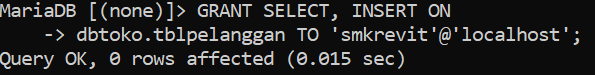 MariaDB [(none)]> GRANT SELECT, INSERT ON
    -> dbtoko.tblpelanggan TO 'smkrevit'@'localhost';
Query OK, 0 rows affected (0.015 sec)